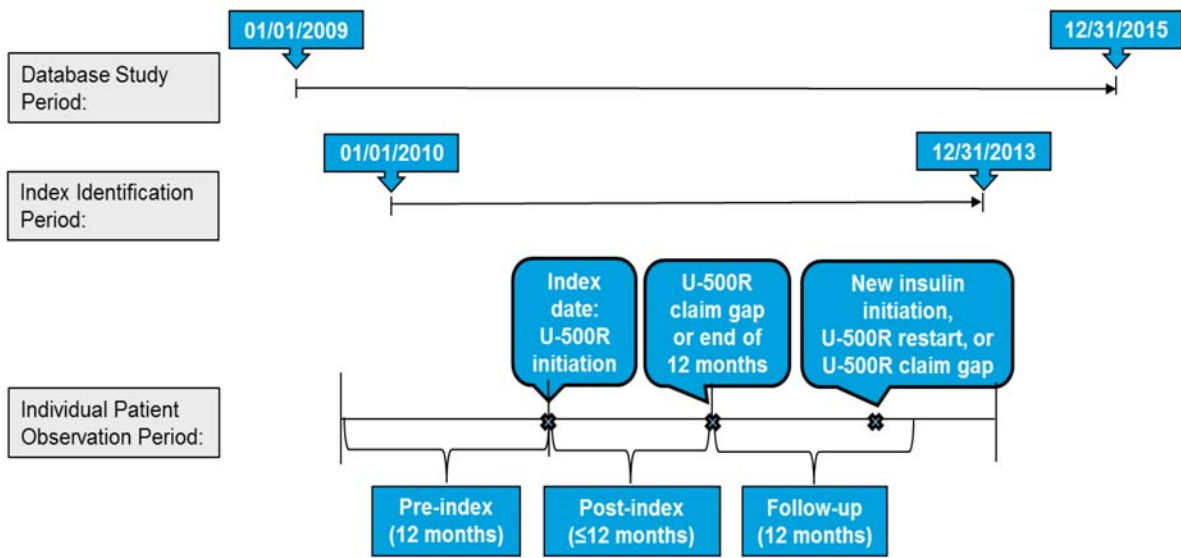 01/01/2009
12/31/2015
Database Study
Period:
01/01/2010
12/31/2013
Index Identification
Period:
Index
date:
U-500R
initiation
U-500R
claim gap
or end of
12 months
New insulin
initiation,
U-500R restart, or
U-500R claim gap
Individual Patient
Observation Period:
Pre-index
(12 months)
Post-index
(≤12 months)
Follow-up
(12 months)